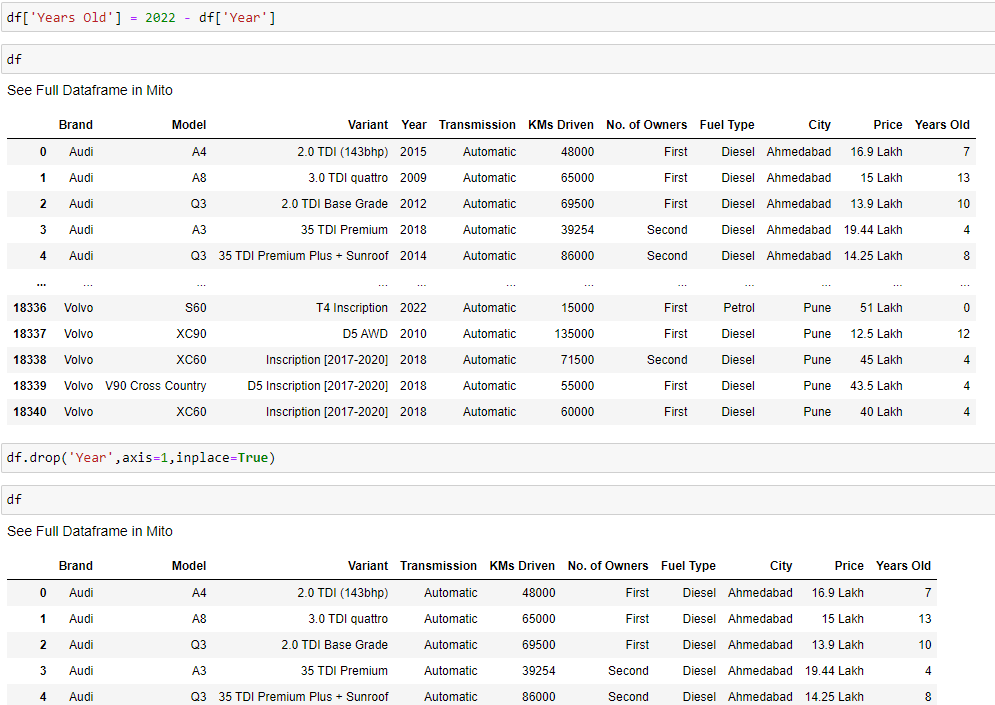 df['Years Old'] = 2022 - df['Year']
df
See Full Dataframe in Mito
Brand Model Variant Year Transmission KMs Driven No. of Owners Fuel Type City Price Years Old
0 Audi A4 2.0 TDI (143bhp) 2015 Automatic 48000 First Diesel Ahmedabad 16.9 Lakh 7
1 Audi A8 3.0 TDI quattro 2009 Automatic 65000 First Diesel Ahmedabad 15 Lakh 13
2 Audi Q3 2.0 TDI Base Grade 2012 Automatic 69500 First Diesel Ahmedabad 13.9 Lakh 10
3 Audi A3 35 TDI Premium 2018 Automatic 39254 Second Diesel Ahmedabad 19.44 Lakh 4
4 Audi Q3 35 TDI Premium Plus + Sunroof 2014 Automatic 86000 Second Diesel Ahmedabad 14.25 Lakh 8
... ... ... ... ... ... ... ... ... ... ... ...
18336 Volvo S60 T4 Inscription 2022 Automatic 15000 First Petrol Pune 51 Lakh 0
18337 Volvo XC90 D5 AWD 2010 Automatic 135000 First Diesel Pune 12.5 Lakh 12
18338 Volvo XC60 Inscription [2017-2020] 2018 Automatic 71500 Second Diesel Pune 45 Lakh 4
18339 Volvo V90 Cross Country D5 Inscription [2017-2020] 2018 Automatic 55000 First Diesel Pune 43.5 Lakh 4
18340 Volvo XC60 Inscription [2017-2020] 2018 Automatic 60000 First Diesel Pune 40 Lakh 4
df.drop('Year',axis=1,inplace=True)
df
See Full Dataframe in Mito
Brand Model Variant Transmission KMs Driven No. of Owners Fuel Type City Price Years Old
0 Audi A4 2.0 TDI (143bhp) Automatic 48000 First Diesel Ahmedabad 16.9 Lakh 7
1 Audi A8 3.0 TDI quattro Automatic 65000 First Diesel Ahmedabad 15 Lakh 13
2 Audi Q3 2.0 TDI Base Grade Automatic 69500 First Diesel Ahmedabad 13.9 Lakh 10
3 Audi A3 35 TDI Premium Automatic 39254 Second Diesel Ahmedabad 19.44 Lakh 4
4 Audi Q3 35 TDI Premium Plus + Sunroof Automatic 86000 Second Diesel Ahmedabad 14.25 Lakh 8